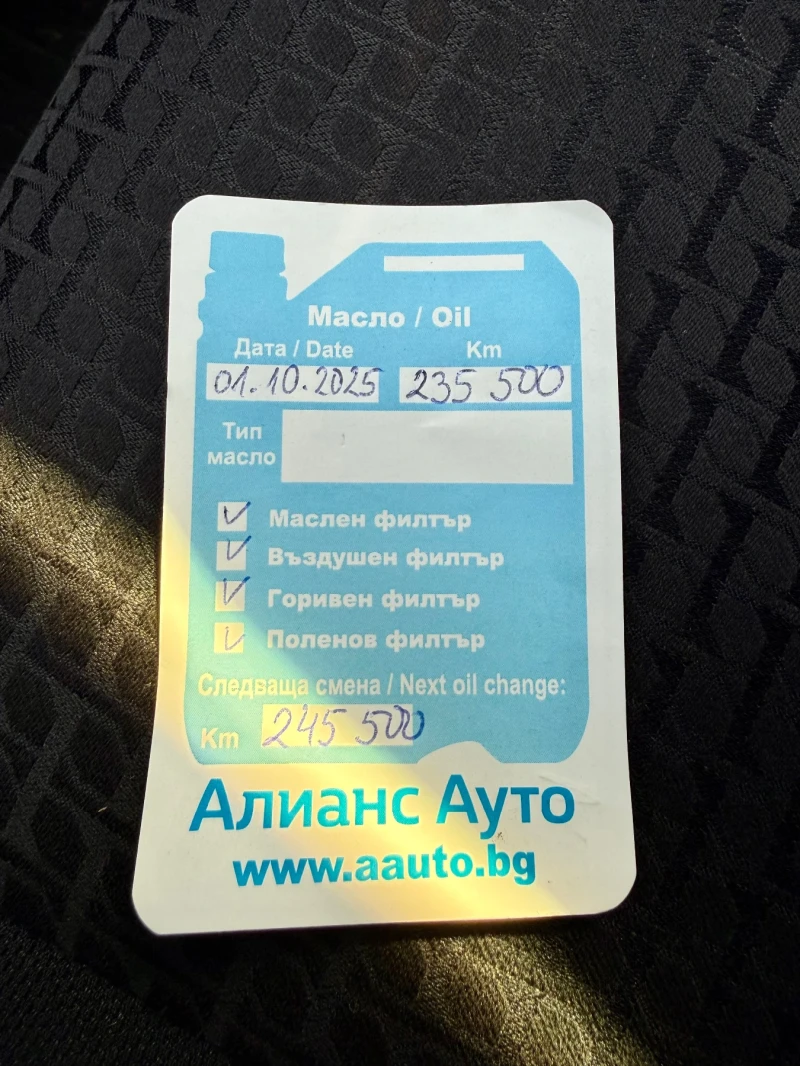 Масло / Oil
Дата / Date Km
01.10.2025 235 500
Тип
масло
Маслен филтър
Въздушен филтър
Горивен филтър
Поленов филтър
Следваща смена / Next oil change:
Km 245 500
Алианс Ауто
www.aauto.bg